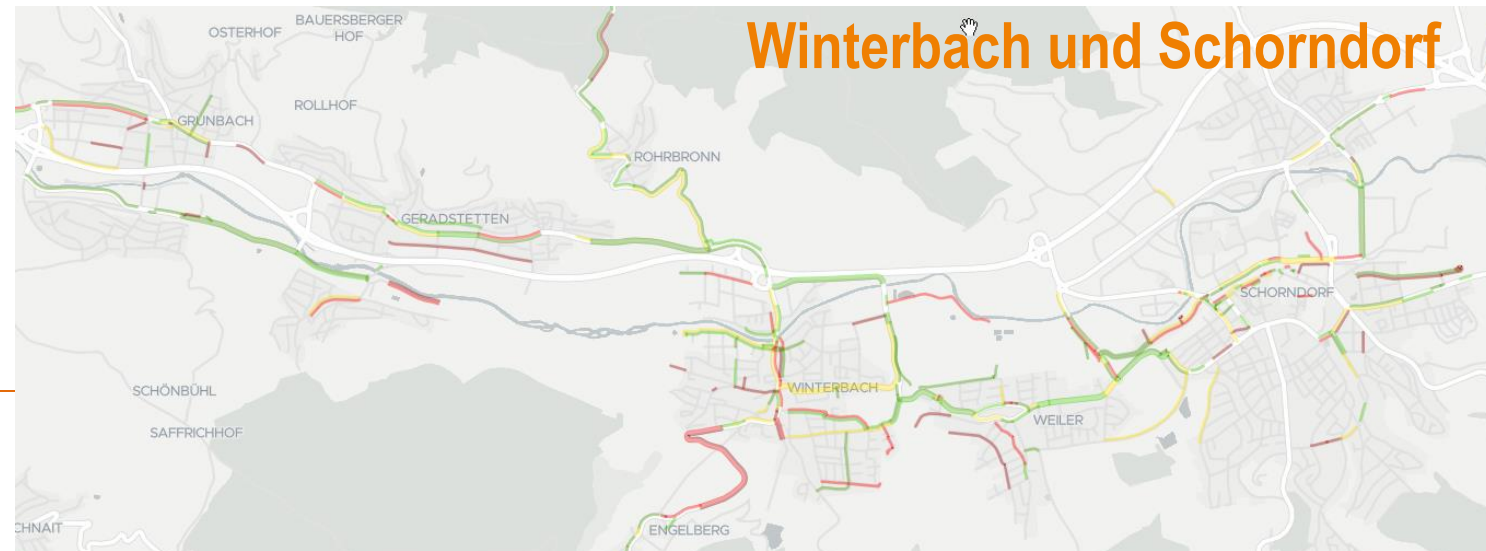 Winterbach und Schorndorf
BAUERSBERGER
HOF
OSTERHOF
ROLLHOF
GRUNBACH
ROHRBRONN
GERADSTETTEN
SCHORNDORF
SCHÖNBÜHL
WINTERBACH
WEILER
SAFFRICHHOF
CHNAIT
ENGELBERG